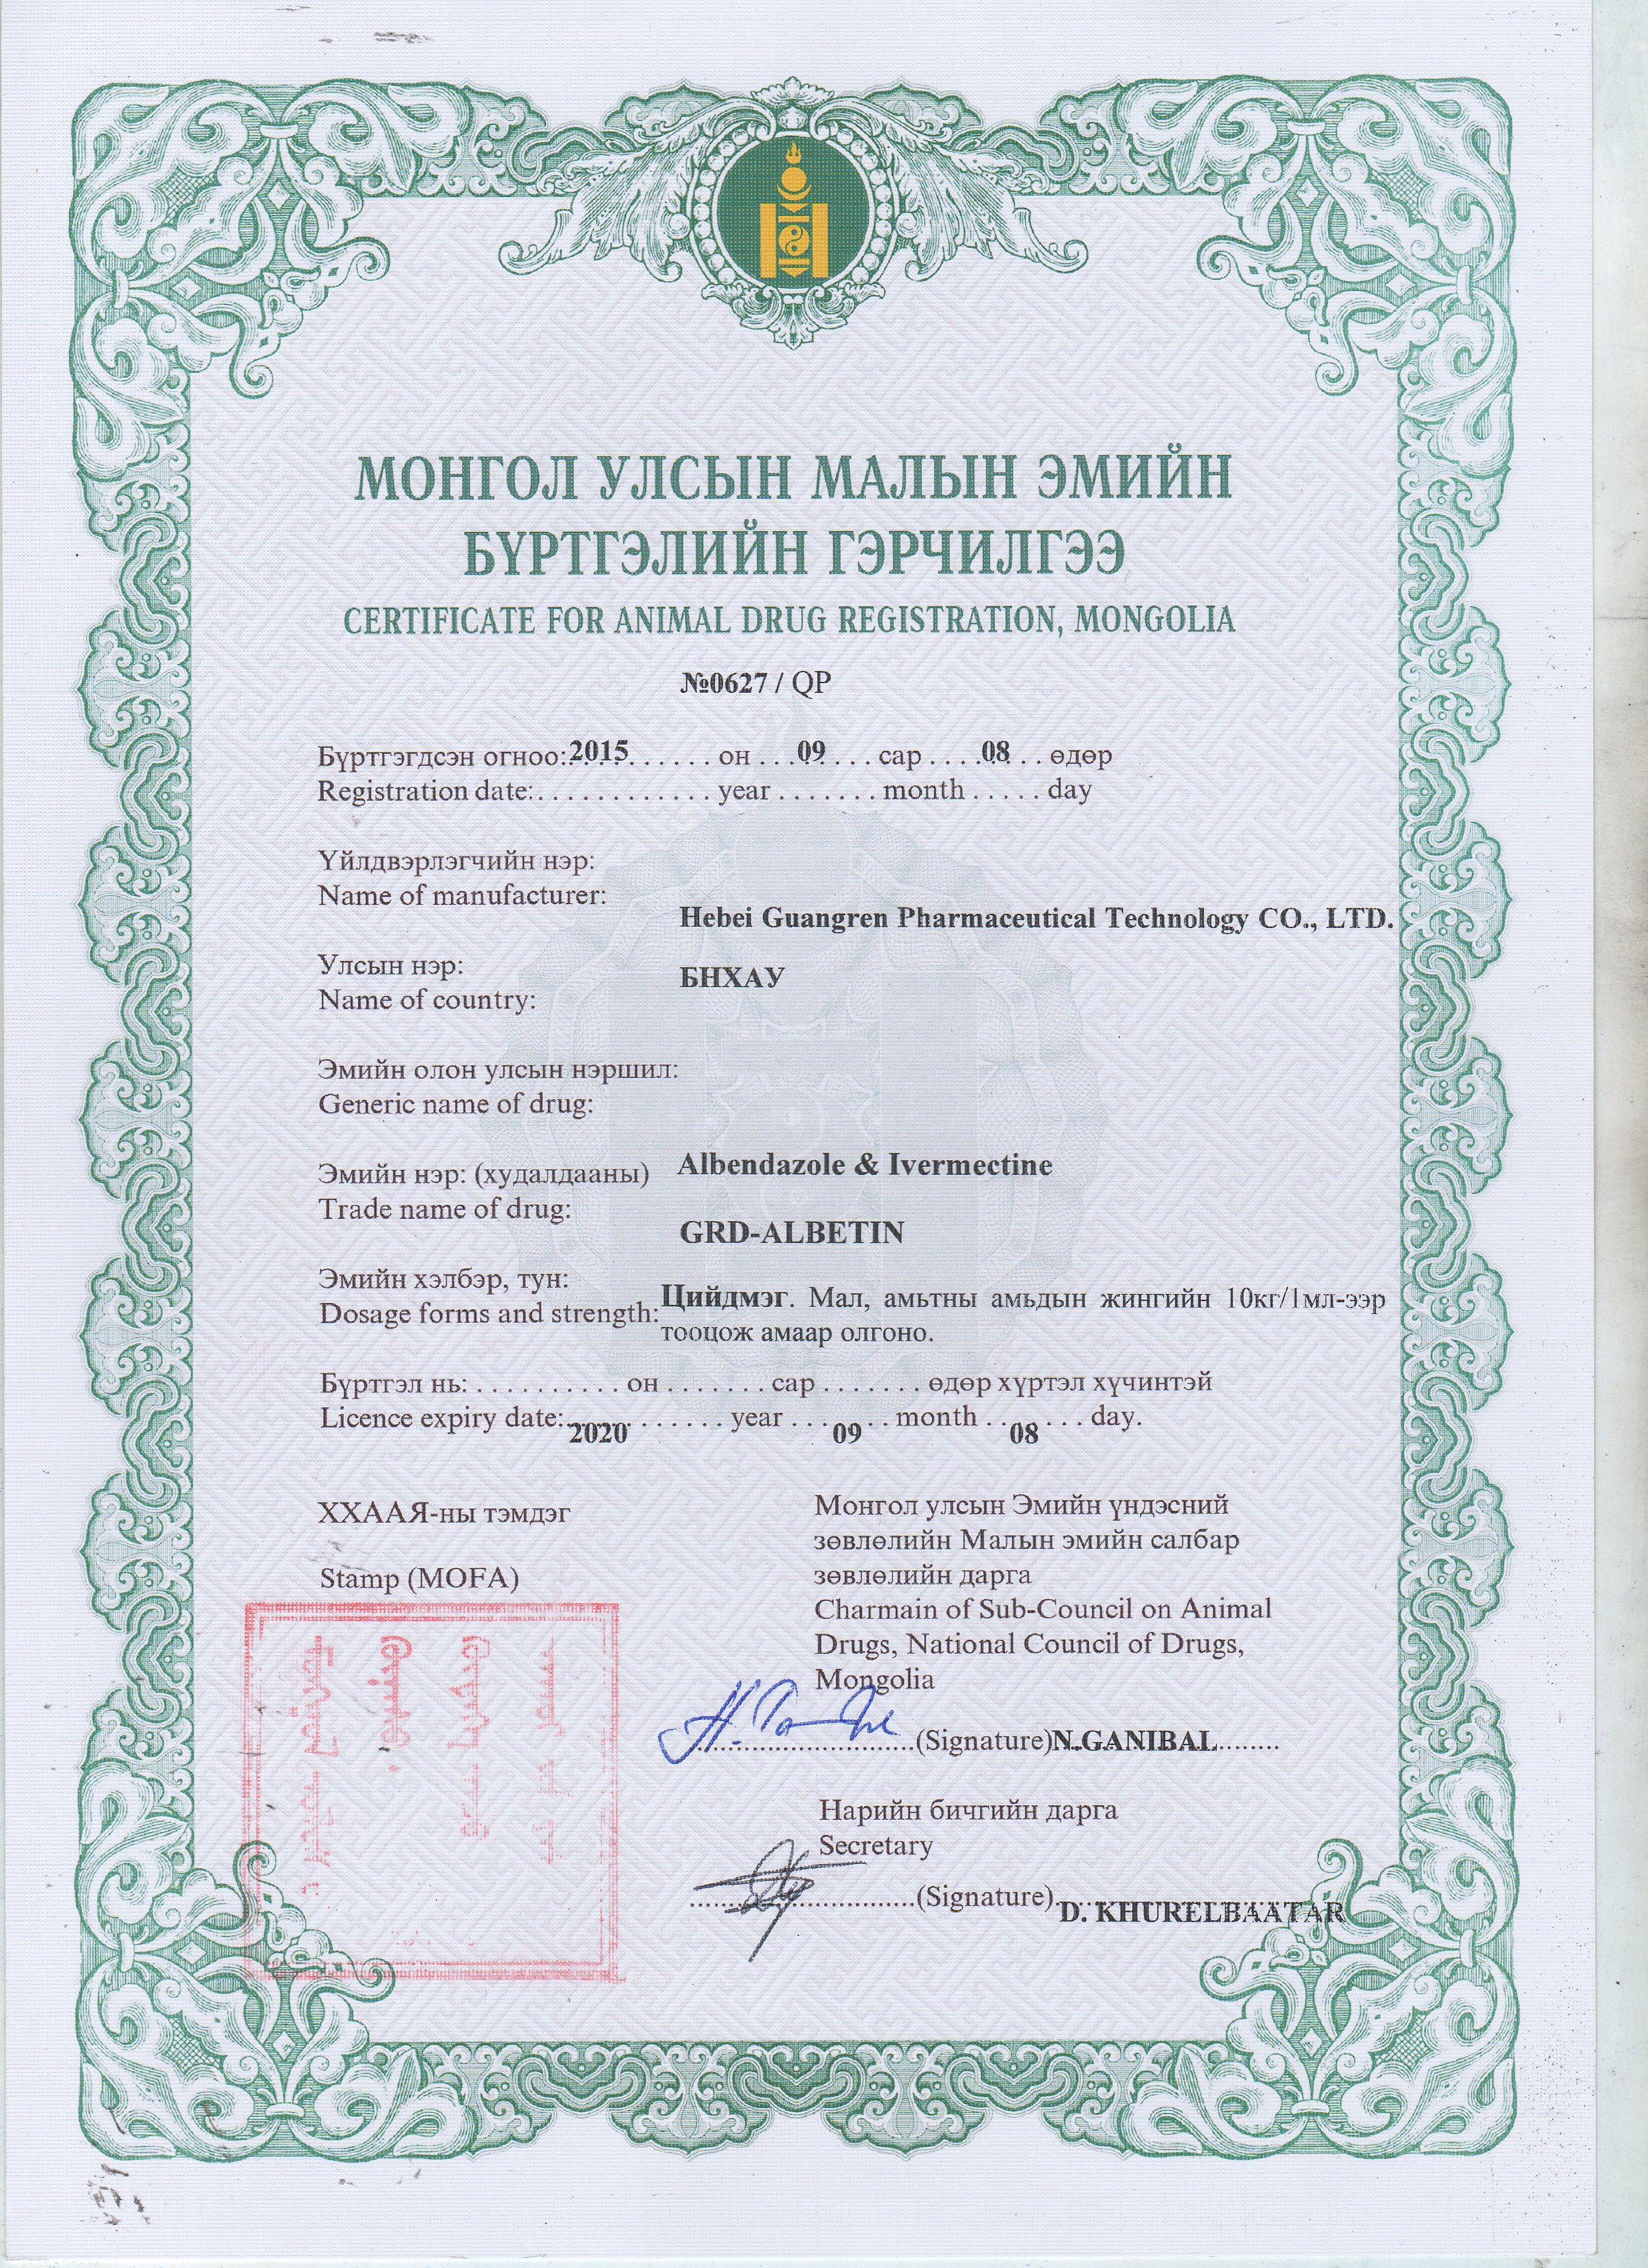 МОНГОЛ УЛСЫН МАЛЫН ЭМИЙН
БҮРТГЭЛИЙН ГЭРЧИЛГЭЭ
CERTIFICATE FOR ANIMAL DRUG REGISTRATION, MONGOLIA
№0627 / QP
Бүртгэгдсэн огноо:2015......он...09...сар....08..өдөр
Registration date:............year.......month.....day
Үйлдвэрлэгчийн нэр:
Name of manufacturer:
Hebei Guangren Pharmaceutical Technology CO., LTD.
Улсын нэр:
БНХАУ
Name of country:
Эмийн олон улсын нэршил:
Generic name of drug:
Albendazole & Ivermectine
Эмийн нэр: (худалдааны)
Trade name of drug:
GRD-ALBETIN
Эмийн хэлбэр, тун:
Dosage forms and strength:
Цийдмэг. Мал, амьтны амьдын жингийн 10кг/1мл-ээр
тооцож амаар олгоно.
Бүртгэл нь:..........он.......сар.......өдөр хүртэл хүчинтэй
Licence expiry date:...........year.......month.......day.
2020 09 08
ХХААЯ-ны тэмдэг
Stamp (MOFA)
Монгол улсын Эмийн үндэсний
зөвлөлийн Малын эмийн салбар
зөвлөлийн дарга
Charmain of Sub-Council on Animal
Drugs, National Council of Drugs,
Mongolia
..............................(Signature)N.GANIBAL........
Нарийн бичгийн дарга
Secretary
..............................(Signature)..............................
D. KHURELBAATAR